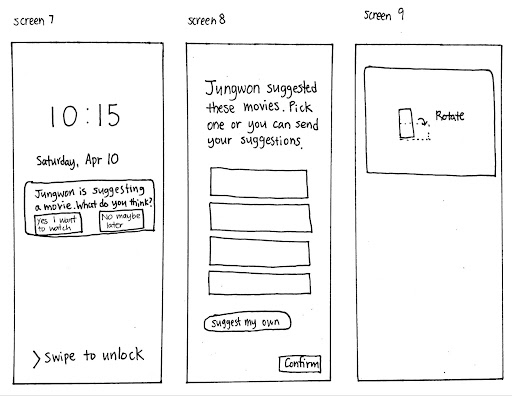 screen 7
10:15
Saturday, Apr 10
Jungwon is suggesting
a movie. What do you think?
Yes I want
to watch
No maybe
later
> Swipe to unlock
screen 8
Jungwon suggested
these movies. Pick
one or you can send
your suggestions.
suggest my own
Confirm
screen 9
Rotate